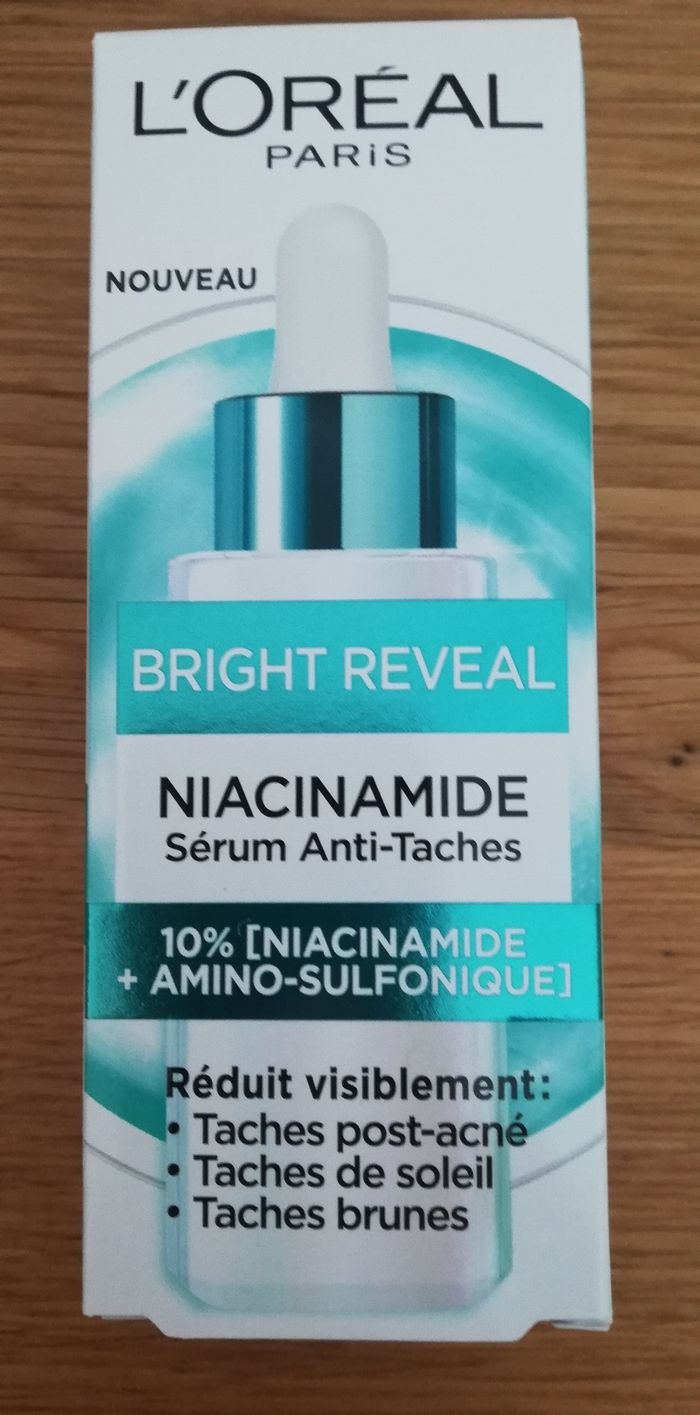 L'ORÉAL
PARiS
NOUVEAU
BRIGHT REVEAL
NIACINAMIDE
Sérum Anti-Taches
10% [NIACINAMIDE
+ AMINO-SULFONIQUE]
Réduit visiblement:
• Taches post-acné
• Taches de soleil
• Taches brunes